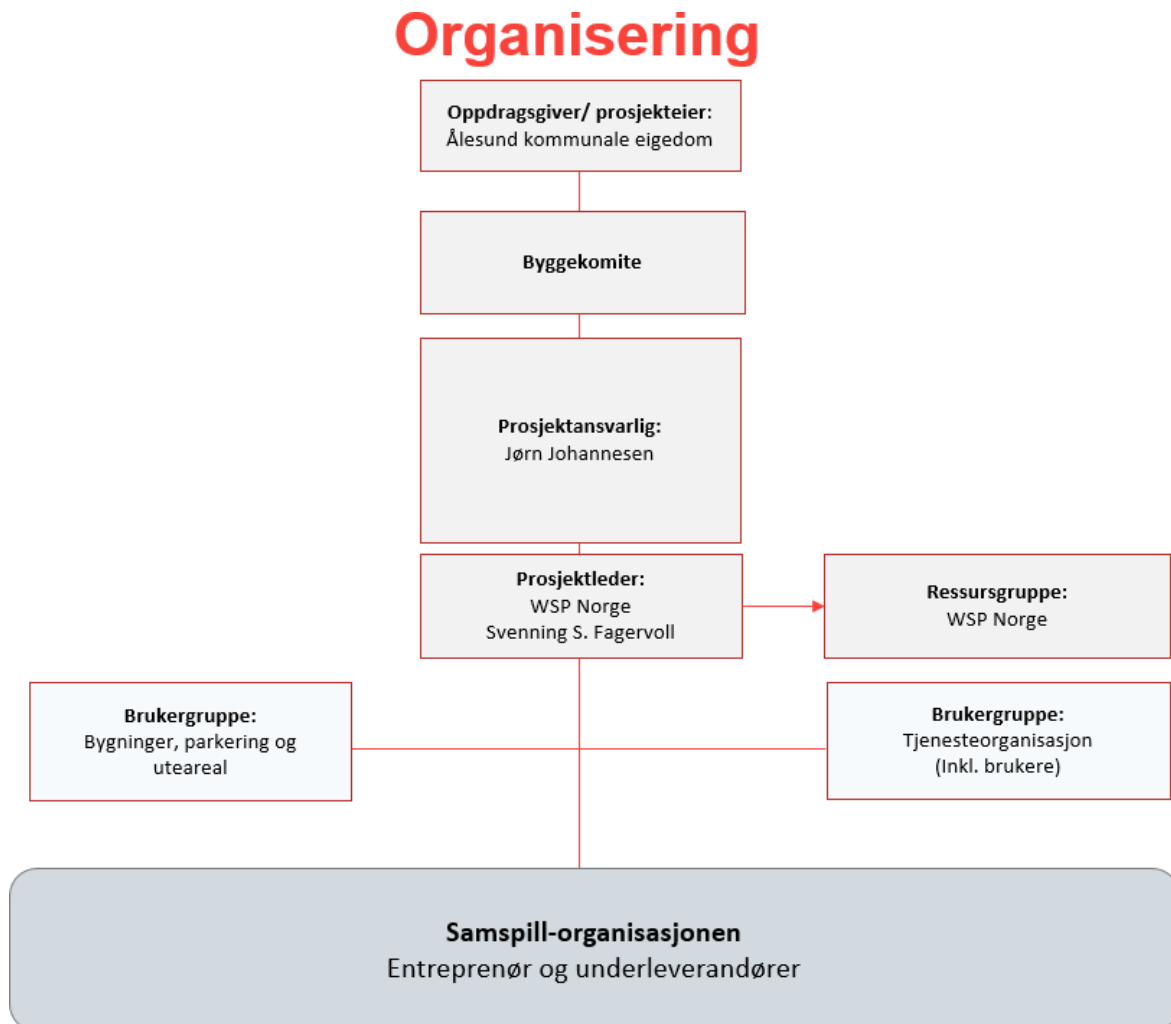 Organisering
Oppdragsgiver/ prosjekteier:
Ålesund kommunale eigedom
Byggekomite
Prosjektansvarlig:
Jørn Johannesen
Prosjektleder:
WSP Norge
Svenning S. Fagervoll
Ressursgruppe:
WSP Norge
Brukergruppe:
Bygninger, parkering og
uteareal
Brukergruppe:
Tjenesteorganisasjon
(Inkl. brukere)
Samspill-organisasjonen
Entreprenør og underleverandører